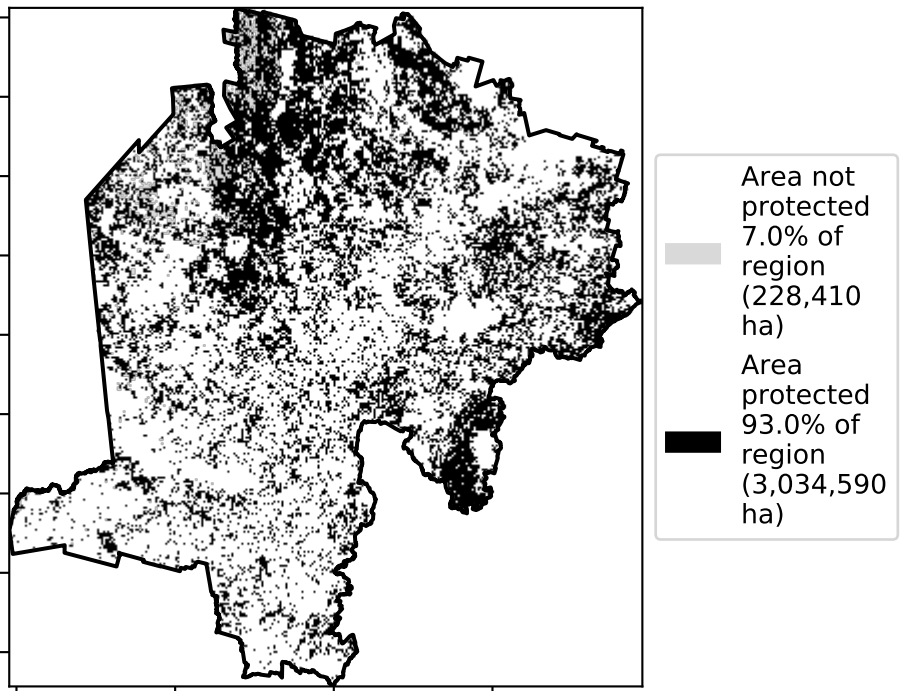 Area not
protected
7.0% of
region
(228,410
ha)
Area
protected
93.0% of
region
(3,034,590
ha)